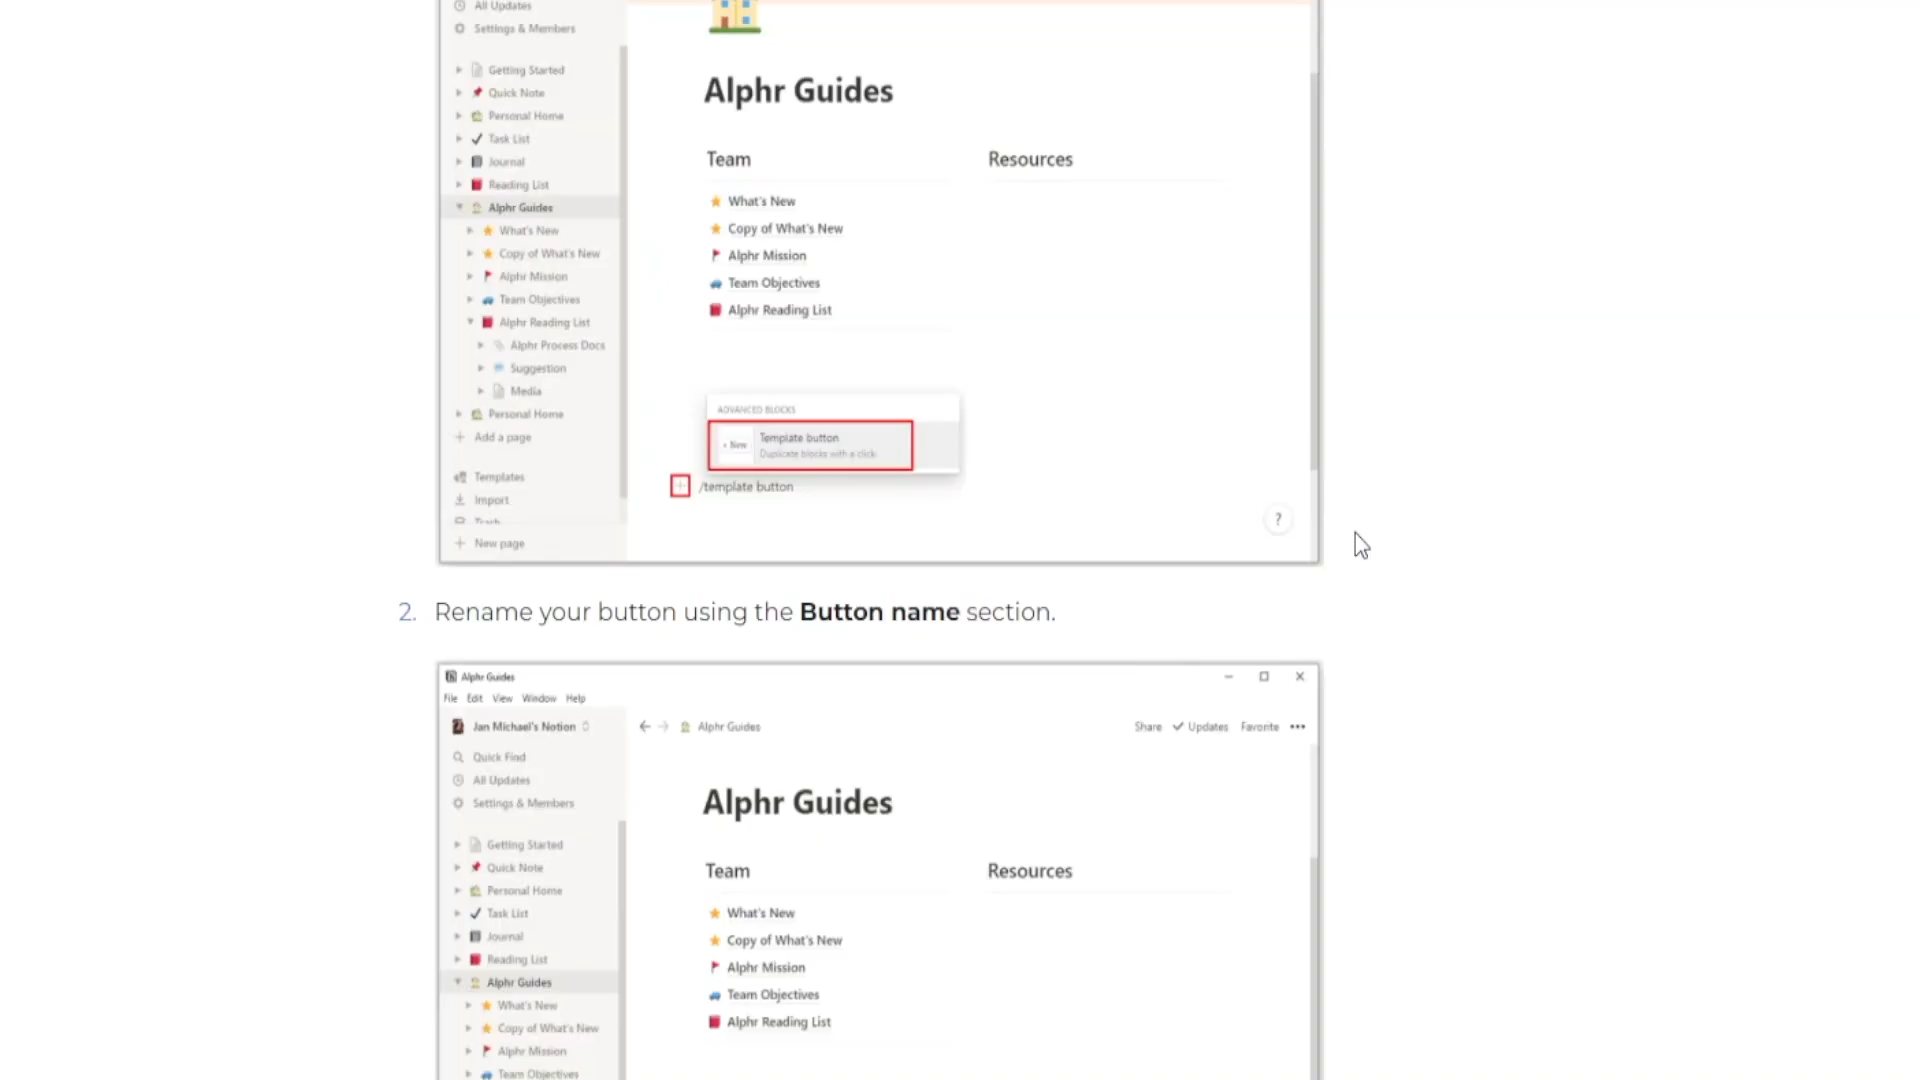 All Updates
Settings & Members
Getting Started
Quick Note
Personal Home
Task List
Journal
Reading List
Alphr Guides
What's New
Copy of What's New
Alphr Mission
Team Objectives
Alphr Reading List
Alphr Process Docs
Suggestion
Media
Personal Home
Add a page
Templates
Import
Trash
New page
Alphr Guides
Team
What's New
Copy of What's New
Alphr Mission
Team Objectives
Alphr Reading List
Resources
ADVANCED BLOCKS
New
Template button
Duplicate blocks with a click
/template button
?
2. Rename your button using the Button name section.
Alphr Guides
File Edit View Window Help
Jan Michael's Notion
Alphr Guides
Share Updates Favorite
Quick Find
All Updates
Settings & Members
Getting Started
Quick Note
Personal Home
Task List
Journal
Reading List
Alphr Guides
What's New
Copy of What's New
Alphr Mission
Team Objectives
Alphr Guides
Team
What's New
Copy of What's New
Alphr Mission
Team Objectives
Alphr Reading List
Resources